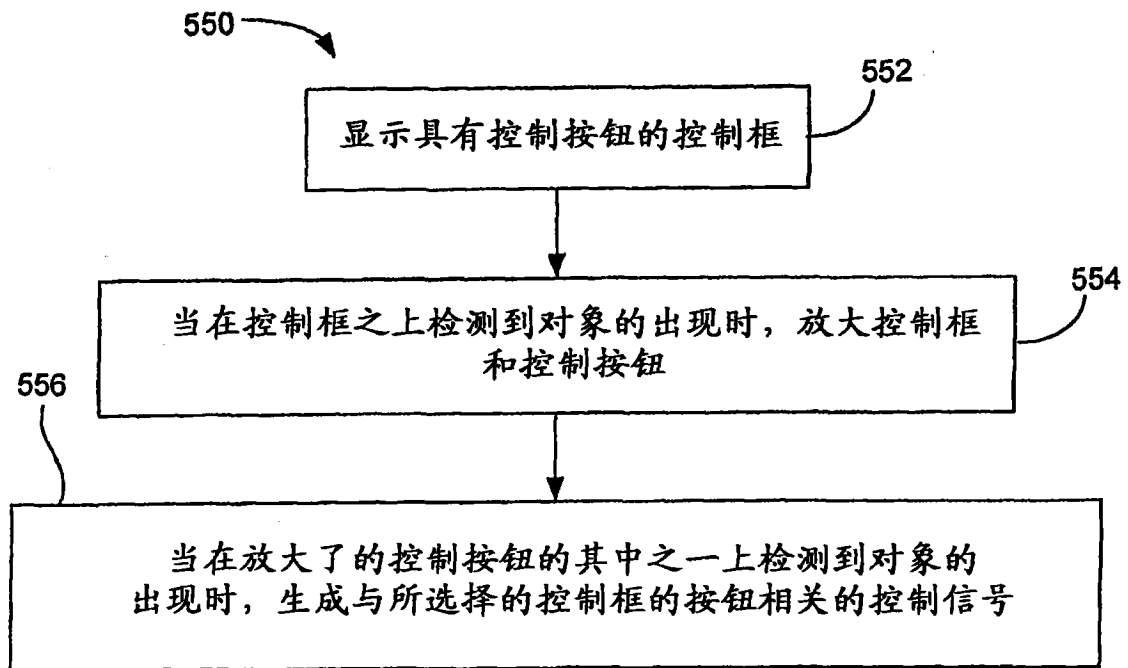 550
552
显示具有控制按钮的控制框
554
当在控制框之上检测到对象的出现时，放大控制框
和控制按钮
556
当在放大了的控制按钮的其中之一上检测到对象的
出现时，生成与所选择的控制框的按钮相关的控制信号